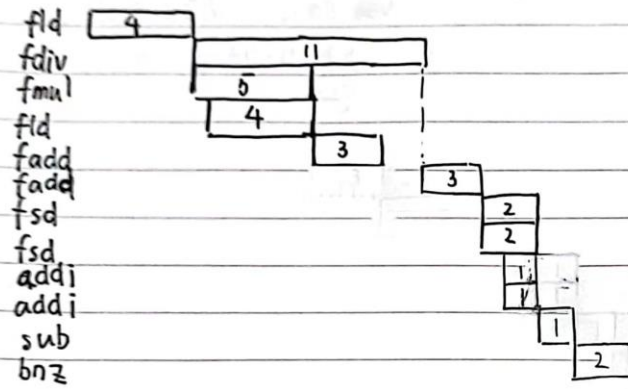 fld 4
fdiv 11
fmul 5
fld 4
fadd 3
fadd 3
fsd 2
fsd 2
addi 1
addi 1
sub 1
bnz 2